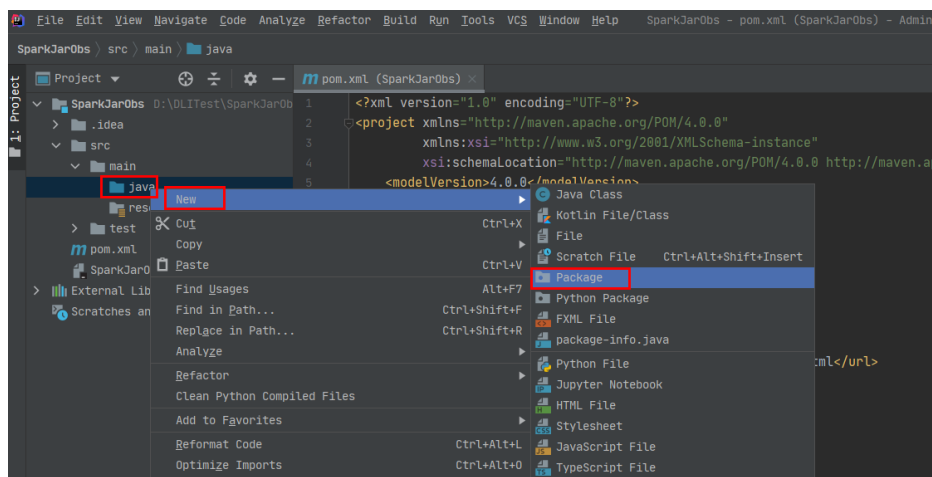 File Edit View Navigate Code Analyze Refactor Build Run Tools VCS Window Help SparkJarObs - pom.xml (SparkJarObs) - Admin
SparkJarObs src main java
1: Project
Project
m pom.xml (SparkJarObs)
SparkJarObs D:\DLITest\SparkJarOb
.idea
src
main
java
res
test
m pom.xml
SparkJarO
External Lib
Scratches an
1 <?xml version="1.0" encoding="UTF-8"?>
2 <project xmlns="http://maven.apache.org/POM/4.0.0"
3 xmlns:xsi="http://www.w3.org/2001/XMLSchema-instance"
4 xsi:schemaLocation="http://maven.apache.org/POM/4.0.0 http://maven.a
5 <modelVersion>4.0.0</modelVersion>
ml</url>
New
Cut Ctrl+X
Copy
Paste Ctrl+V
Find Usages Alt+F7
Find in Path... Ctrl+Shift+F
Replace in Path... Ctrl+Shift+R
Analyze
Refactor
Clean Python Compiled Files
Add to Favorites
Reformat Code Ctrl+Alt+L
Optimize Imports Ctrl+Alt+O
Java Class
Kotlin File/Class
File
Scratch File Ctrl+Alt+Shift+Insert
Package
Python Package
FXML File
package-info.java
Python File
Jupyter Notebook
HTML File
Stylesheet
JavaScript File
TypeScript File